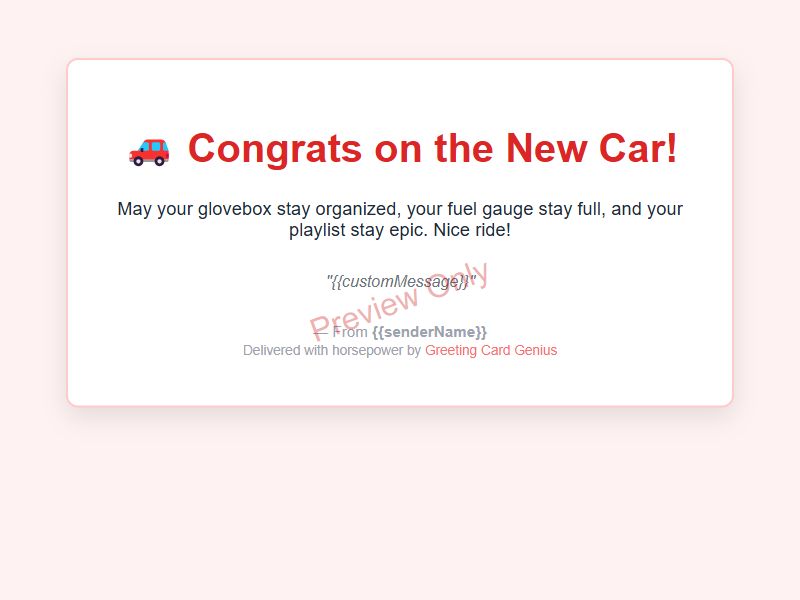 Congrats on the New Car!
May your glovebox stay organized, your fuel gauge stay full, and your
playlist stay epic. Nice ride!
"{{customMessage}}"
Preview Only
— From {{senderName}}
Delivered with horsepower by Greeting Card Genius